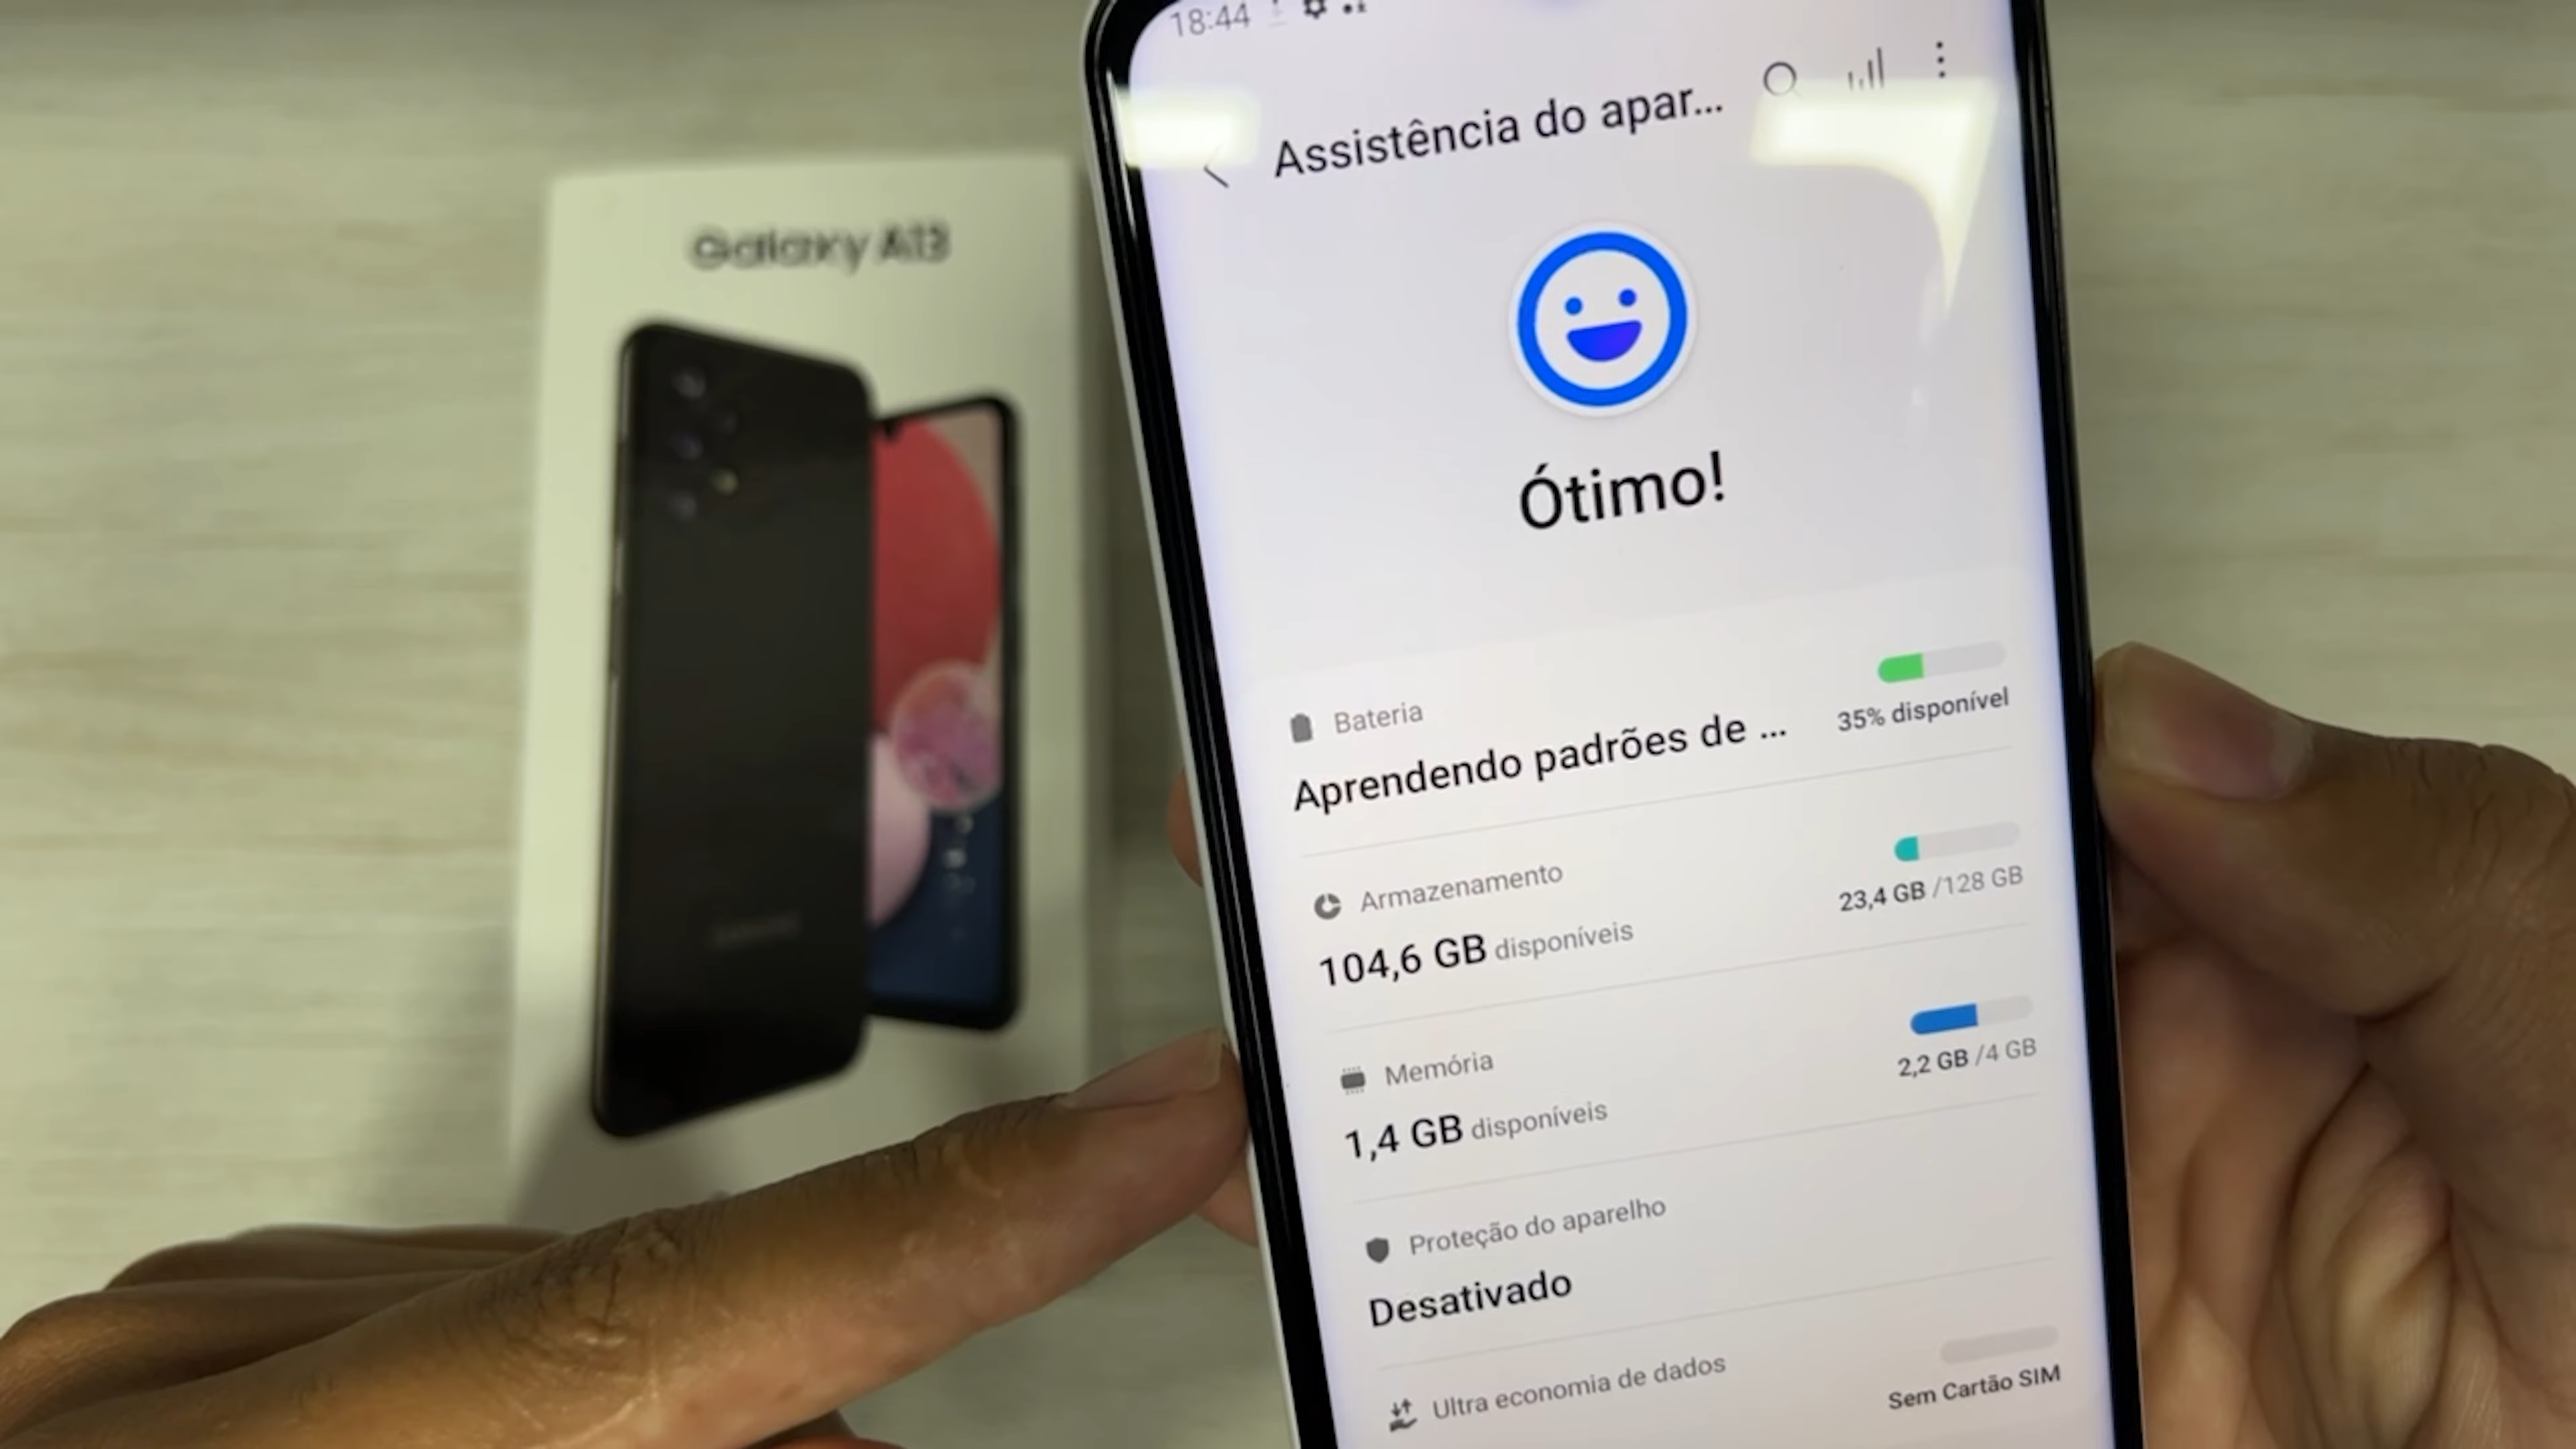 Galaxy A13
18:44
Assistência do apar...
Ótimo!
Bateria
Aprendendo padrões de ...
35% disponível
Armazenamento
104,6 GB disponíveis
23,4 GB /128 GB
Memória
1,4 GB disponíveis
2,2 GB /4 GB
Proteção do aparelho
Desativado
Ultra economia de dados
Sem Cartão SIM